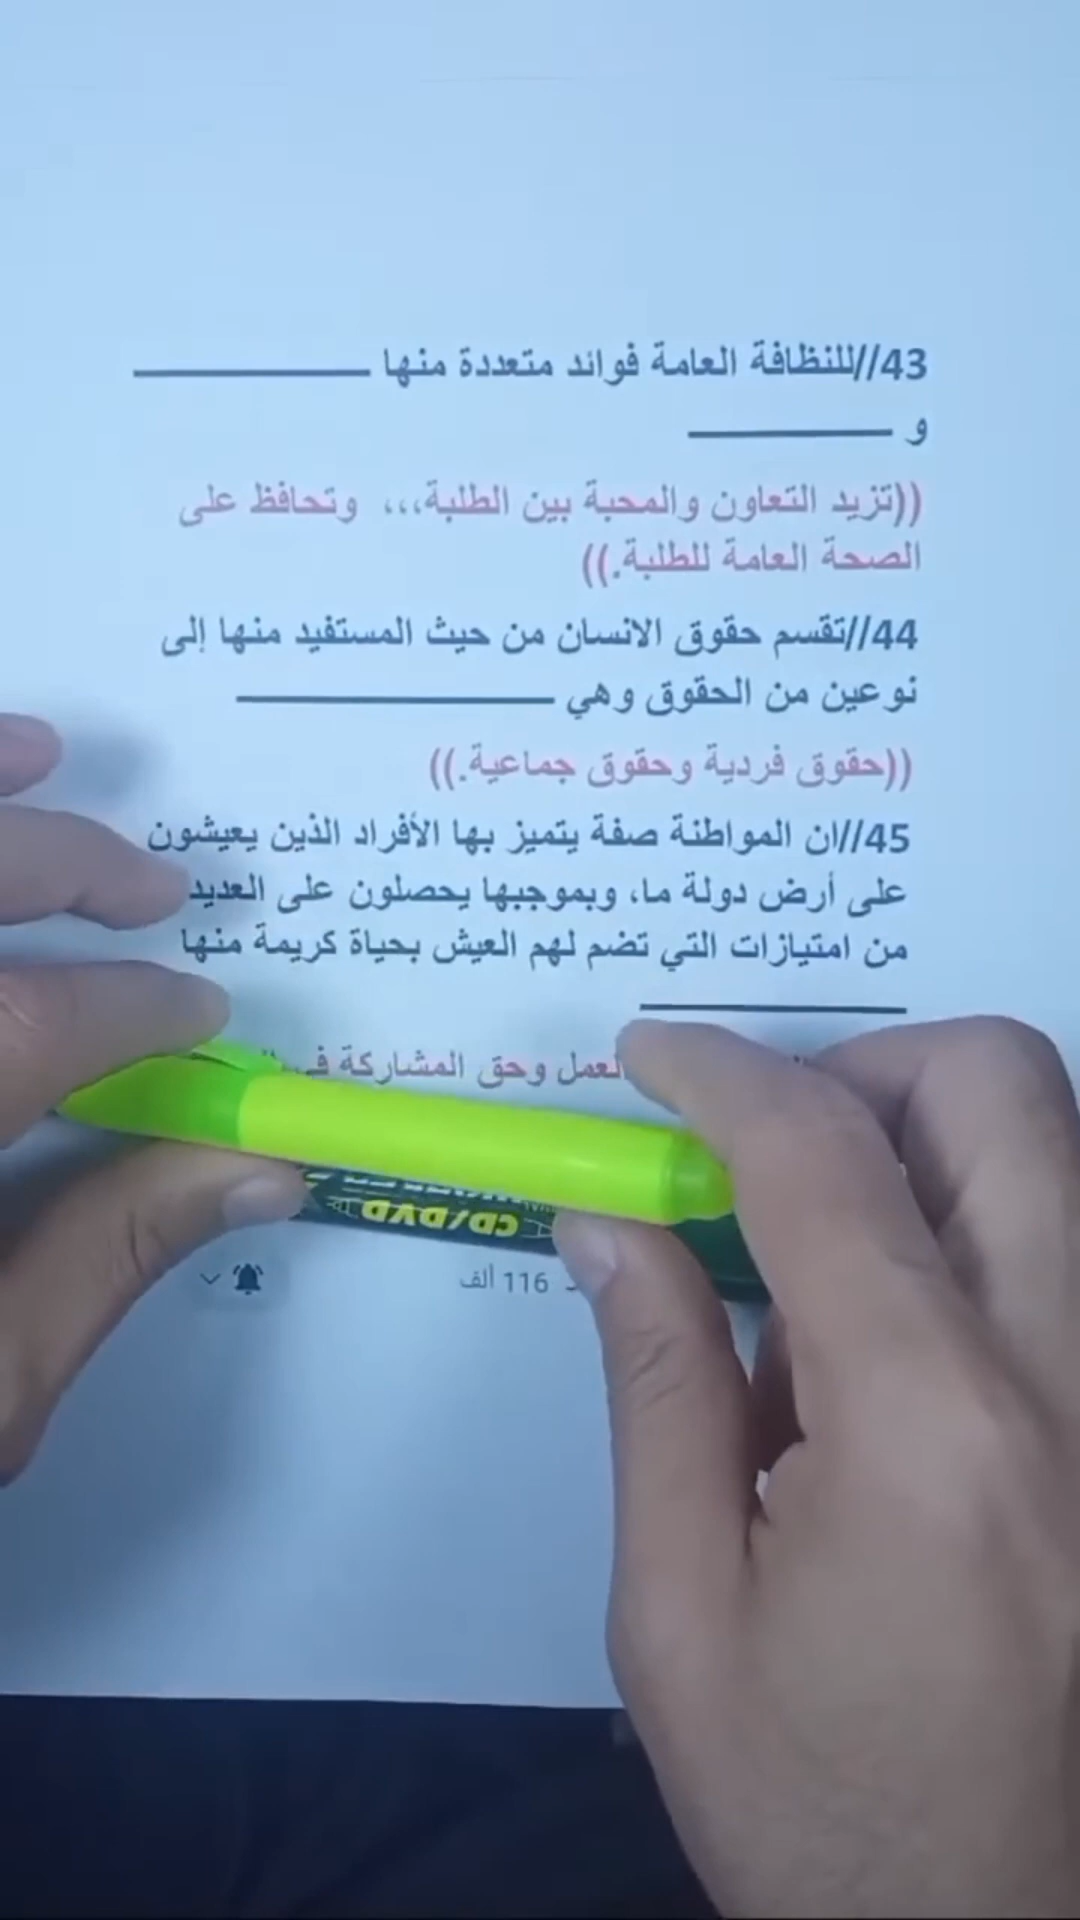 43//للنظافة العامة فوائد متعددة منها
و
((تزيد التعاون والمحبة بين الطلبة،،، وتحافظ على
الصحة العامة للطلبة.))
44//تقسم حقوق الانسان من حيث المستفيد منها إلى
نوعين من الحقوق وهي
((حقوق فردية وحقوق جماعية.))
45//ان المواطنة صفة يتميز بها الأفراد الذين يعيشون
على أرض دولة ما، وبموجبها يحصلون على العديد
من امتيازات التي تضم لهم العيش بحياة كريمة منها
العمل وحق المشاركة في
CD/DVD
116 ألف